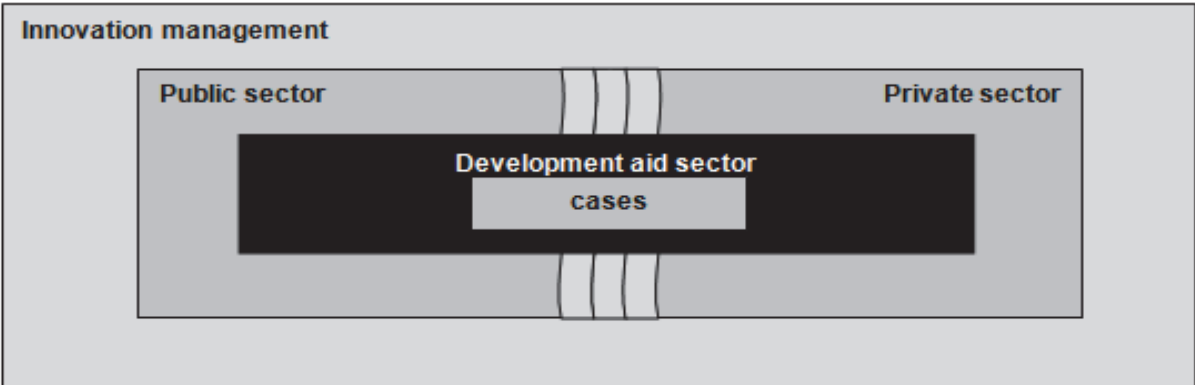 Innovation management
Public sector
Private sector
Development aid sector
cases